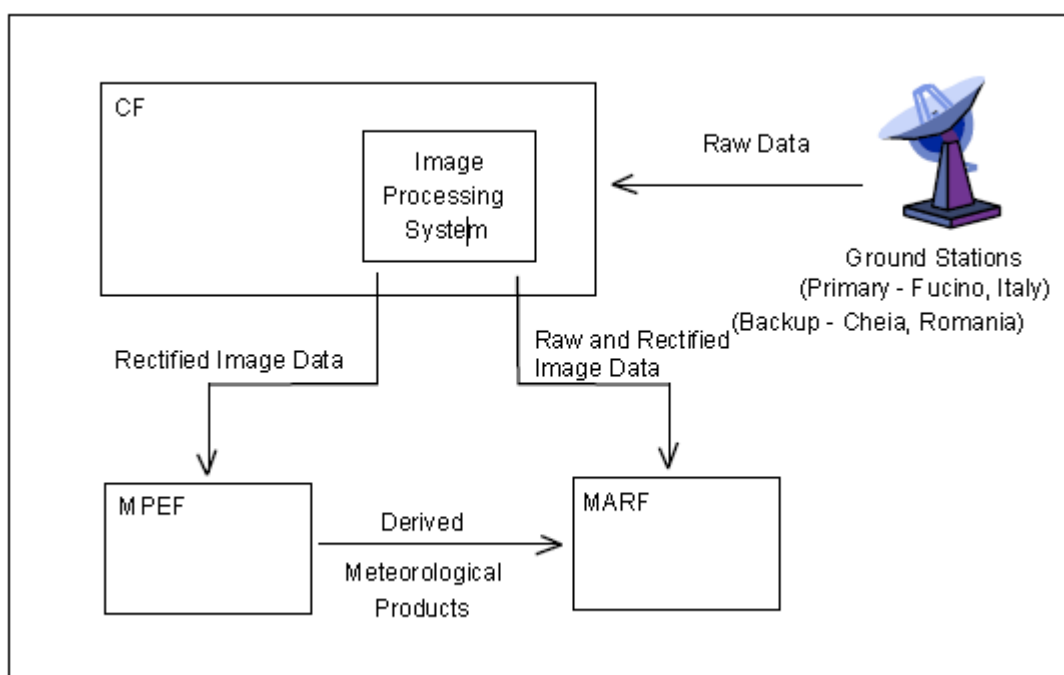 CF
Image
Processing
System
Raw Data
Ground Stations
(Primary - Fucino, Italy)
(Backup - Cheia, Romania)
Rectified Image Data
Raw and Rectified
Image Data
MPEF
Derived
Meteorological
Products
MARF